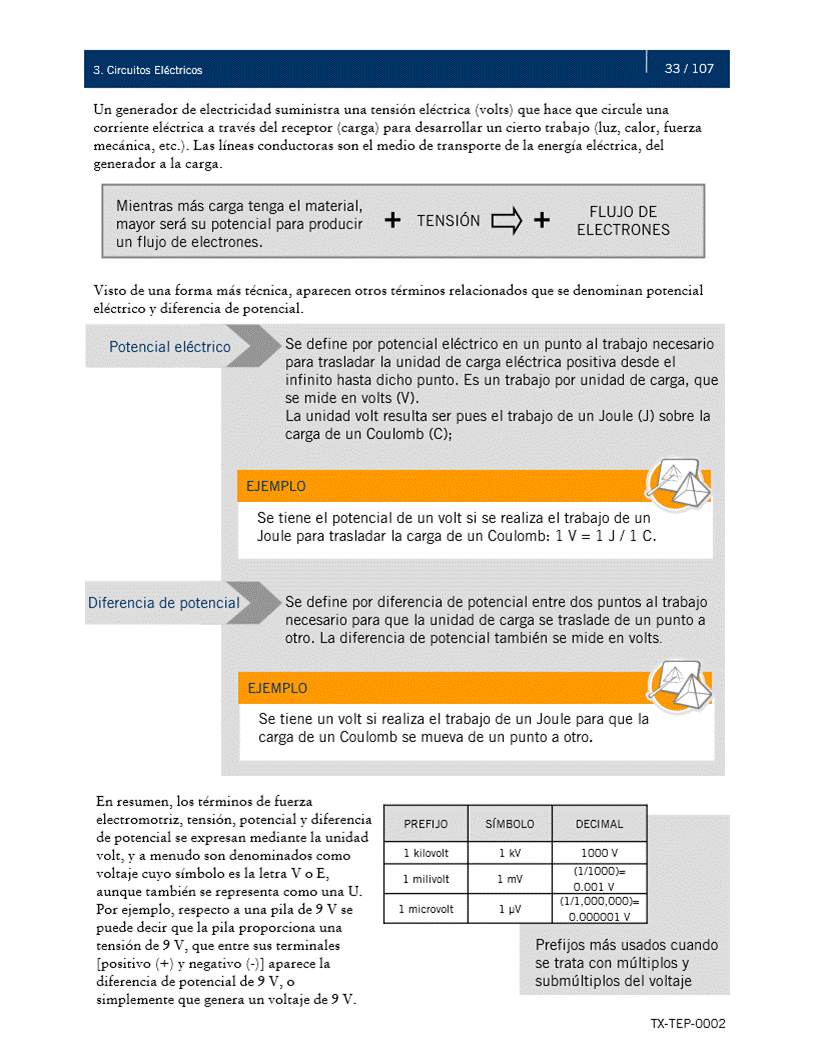 3. Circuitos Eléctricos
33 / 107
Un generador de electricidad suministra una tensión eléctrica (volts) que hace que circule una
corriente eléctrica a través del receptor (carga) para desarrollar un cierto trabajo (luz, calor, fuerza
mecánica, etc.). Las líneas conductoras son el medio de transporte de la energía eléctrica, del
generador a la carga.
Mientras más carga tenga el material,
mayor será su potencial para producir
un flujo de electrones.
+ TENSIÓN + FLUJO DE
ELECTRONES
Visto de una forma más técnica, aparecen otros términos relacionados que se denominan potencial
eléctrico y diferencia de potencial.
Potencial eléctrico
Se define por potencial eléctrico en un punto al trabajo necesario
para trasladar la unidad de carga eléctrica positiva desde el
infinito hasta dicho punto. Es un trabajo por unidad de carga, que
se mide en volts (V).
La unidad volt resulta ser pues el trabajo de un Joule (J) sobre la
carga de un Coulomb (C);
EJEMPLO
Se tiene el potencial de un volt si se realiza el trabajo de un
Joule para trasladar la carga de un Coulomb: 1 V = 1 J / 1 C.
Diferencia de potencial
Se define por diferencia de potencial entre dos puntos al trabajo
necesario para que la unidad de carga se traslade de un punto a
otro. La diferencia de potencial también se mide en volts.
EJEMPLO
Se tiene un volt si realiza el trabajo de un Joule para que la
carga de un Coulomb se mueva de un punto a otro.
En resumen, los términos de fuerza
electromotriz, tensión, potencial y diferencia
de potencial se expresan mediante la unidad
volt, y a menudo son denominados como
voltaje cuyo símbolo es la letra V o E,
aunque también se representa como una U.
Por ejemplo, respecto a una pila de 9 V se
puede decir que la pila proporciona una
tensión de 9 V, que entre sus terminales
[positivo (+) y negativo (-)] aparece la
diferencia de potencial de 9 V, o
simplemente que genera un voltaje de 9 V.
PREFIJO SÍMBOLO DECIMAL
1 kilovolt 1 kV 1000 V
1 milivolt 1 mV (1/1000)=
0.001 V
1 microvolt 1 µV (1/1,000,000)=
0.000001 V
Prefijos más usados cuando
se trata con múltiplos y
submúltiplos del voltaje
TX-TEP-0002